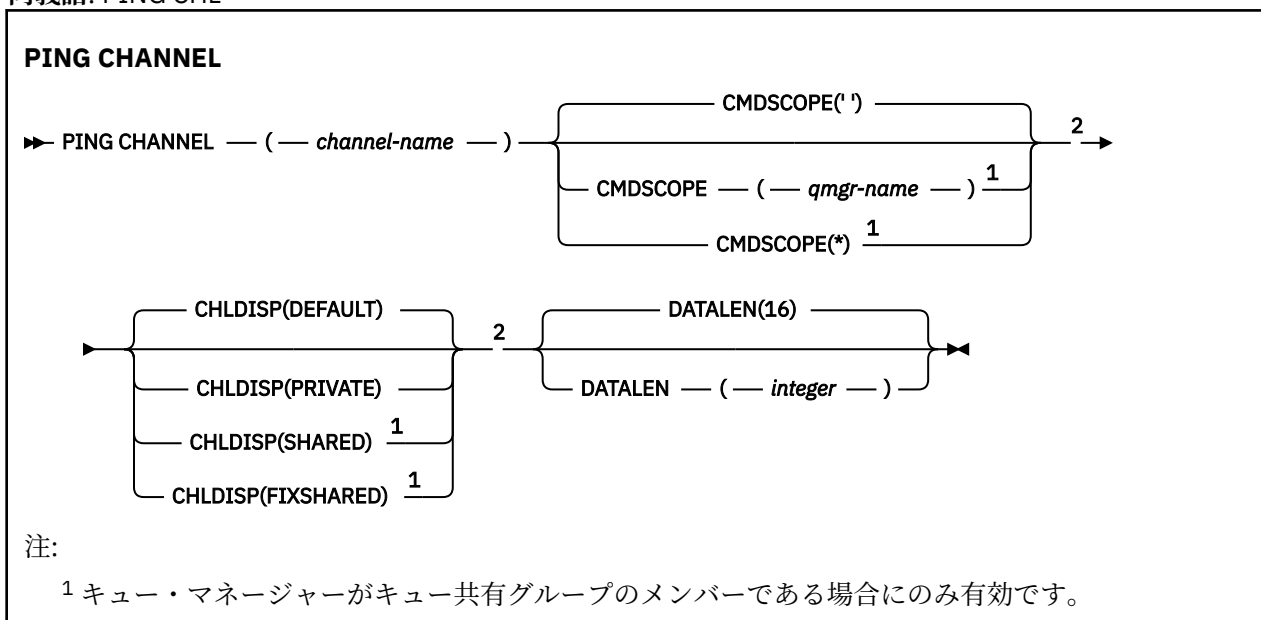 PING CHANNEL
CMDSCOPE(' ')
PING CHANNEL ( channel-name ) 2
CMDSCOPE ( qmgr-name ) 1
CMDSCOPE(*) 1
CHLDISP(DEFAULT) DATALEN(16)
2
CHLDISP(PRIVATE) DATALEN ( integer )
CHLDISP(SHARED) 1
CHLDISP(FIXSHARED) 1
注:
1 キュー・マネージャーがキュー共有グループのメンバーである場合にのみ有効です。